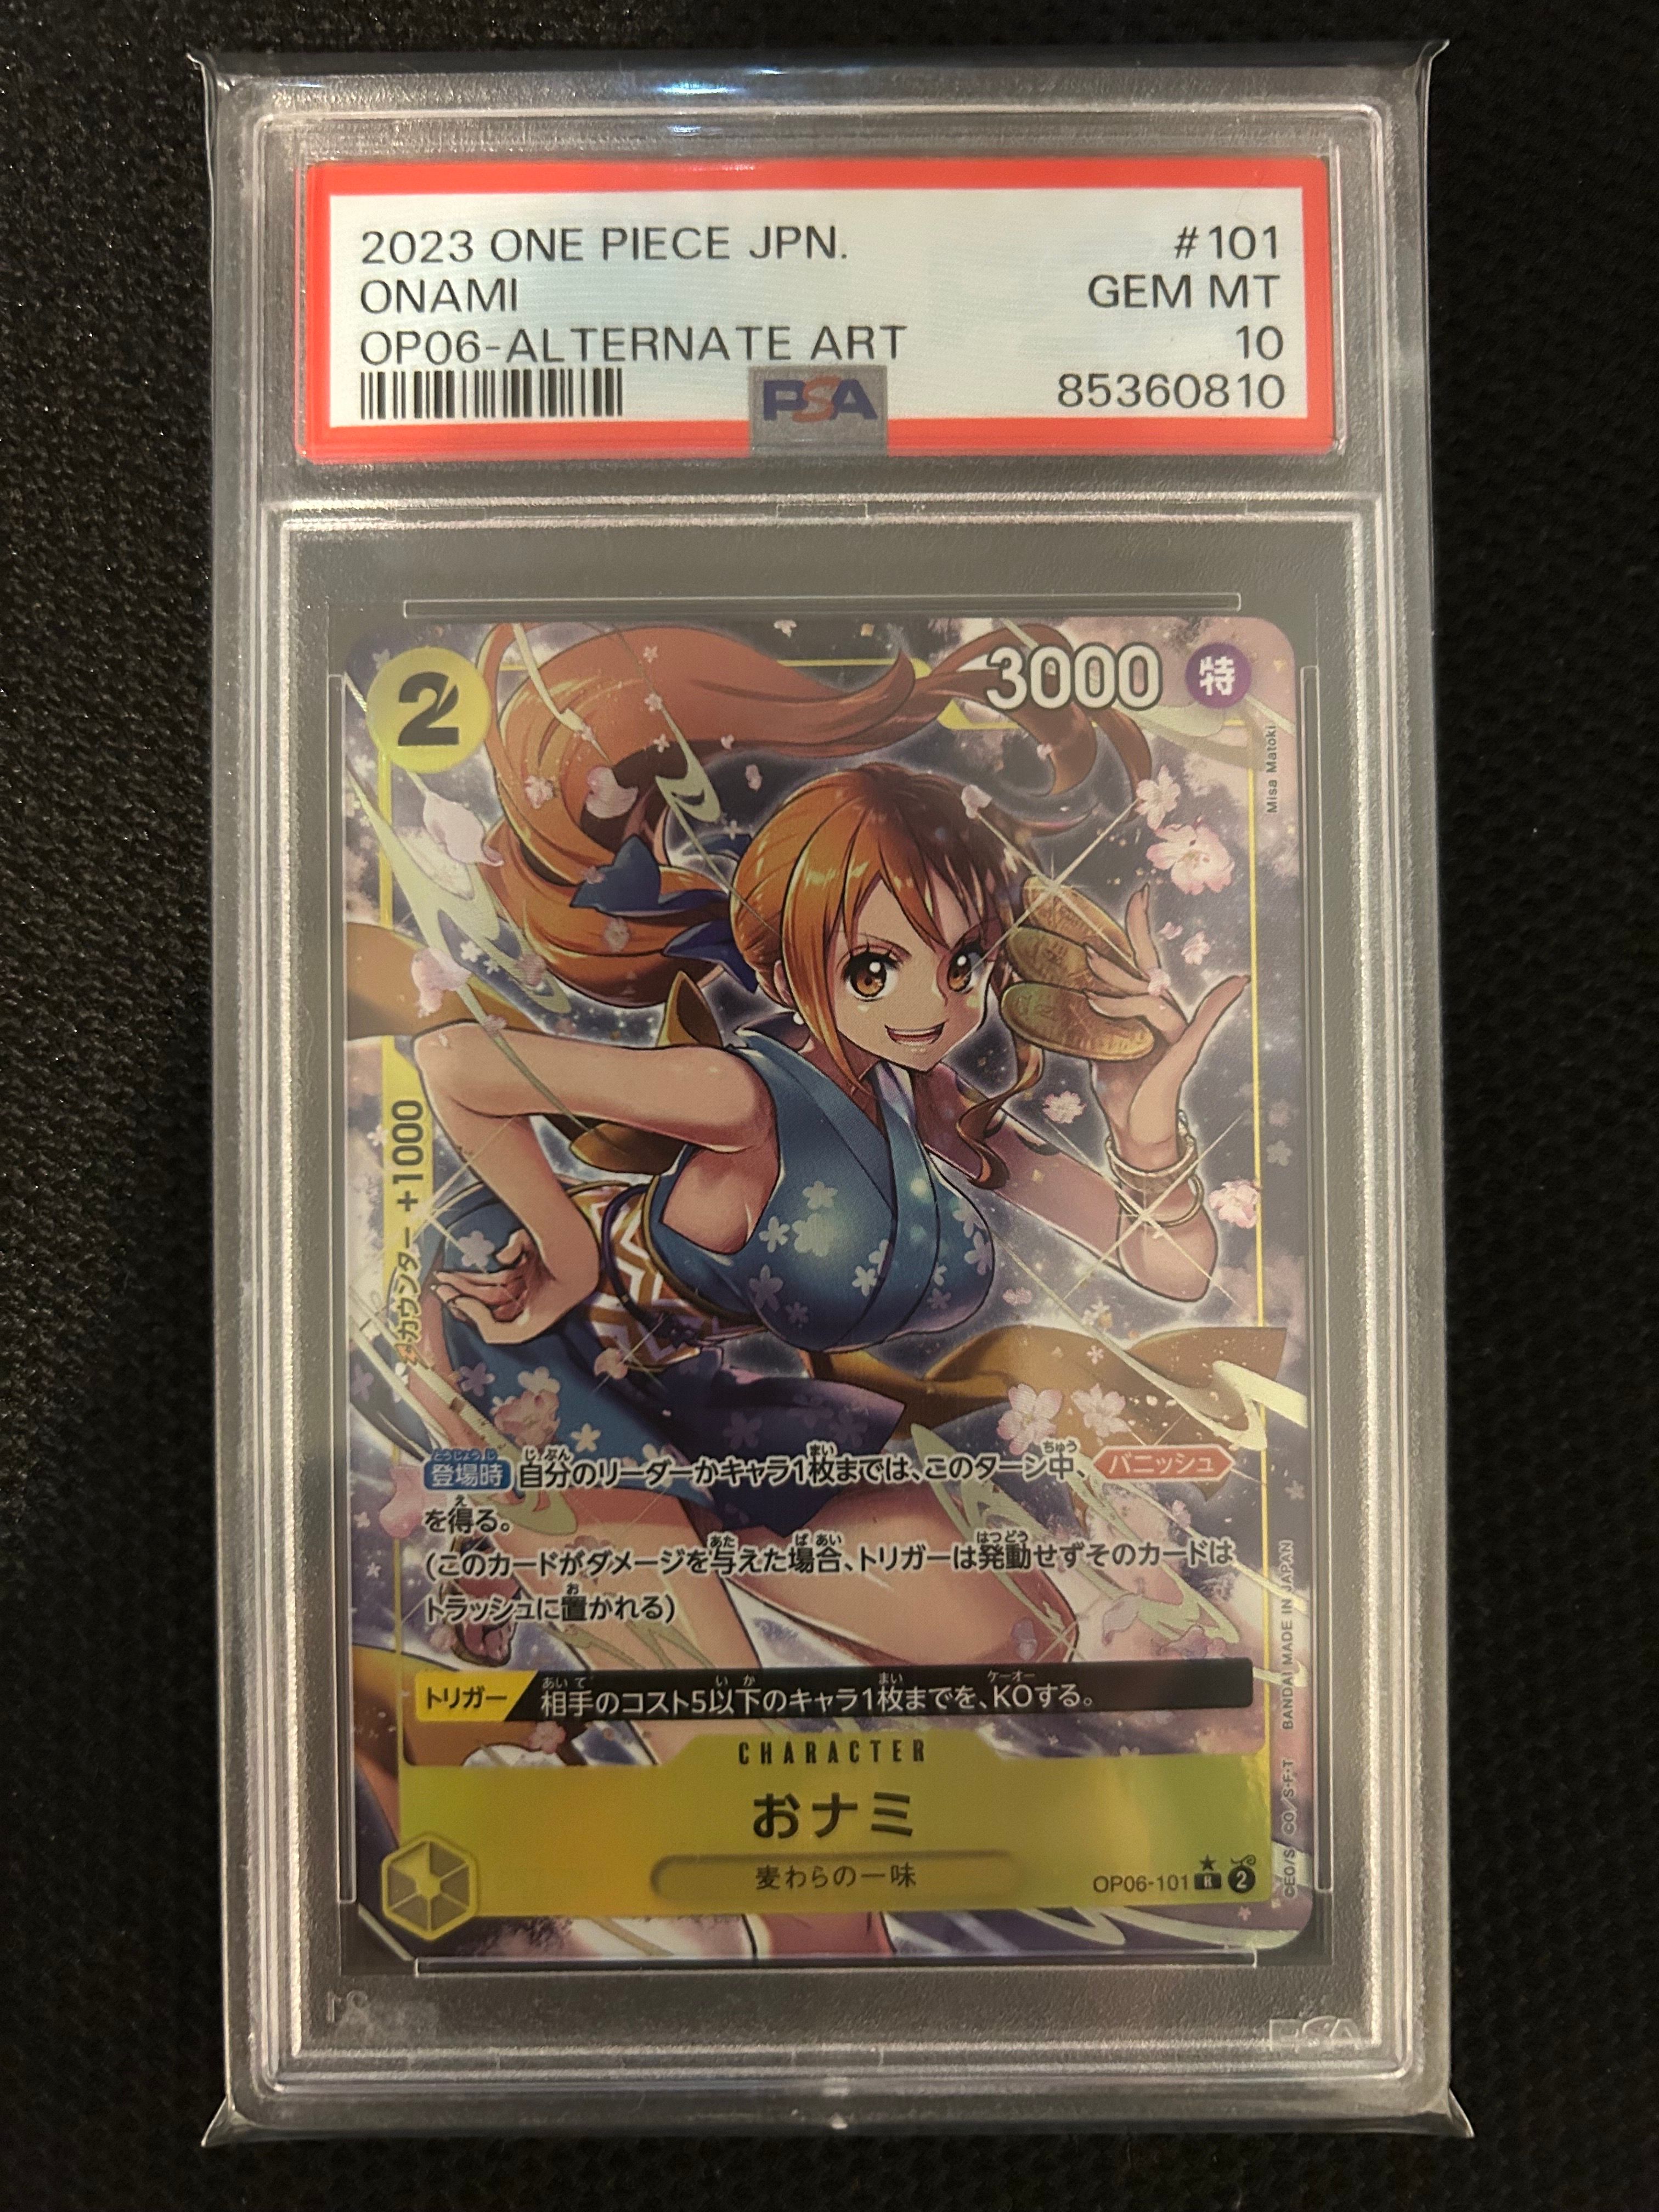 2023 ONE PIECE JPN. #101
ONAMI GEM MT
OP06-ALTERNATE ART 10
PSA 85360810
2 3000 特
Misa Matoki
カウンター +1000
登場時 自分のリーダーかキャラ1枚までは、このターン中、バニッシュ
を得る。
(このカードがダメージを与えた場合、トリガーは発動せずそのカードは
トラッシュに置かれる)
トリガー 相手のコスト5以下のキャラ1枚までを、KOする。
CHARACTER
おナミ
麦わらの一味
OP06-101 R 2
©EO/S. CO/S·F·T BANDAI MADE IN JAPAN
PSA